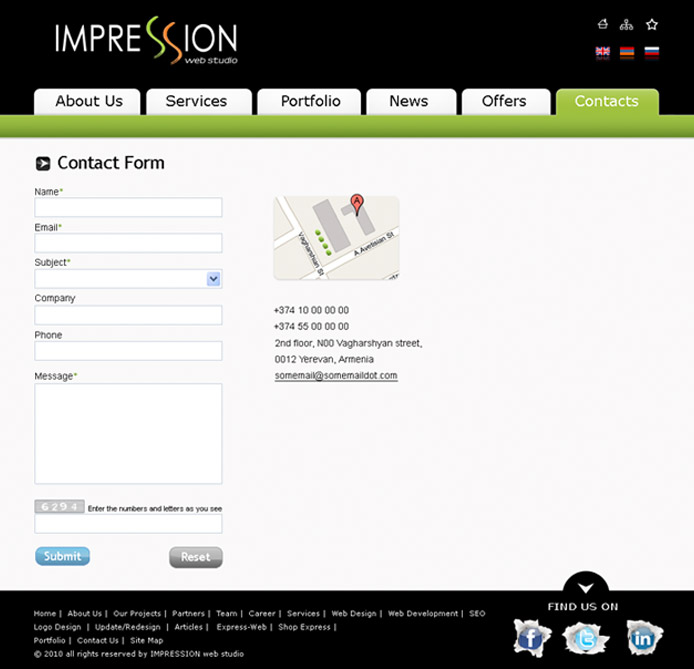 IMPRESSION
web studio
About Us
Services
Portfolio
News
Offers
Contacts
Contact Form
Name*
Email*
Subject*
Company
Phone
Message*
6294
Enter the numbers and letters as you see
Submit
Reset
A
Vagharshian St
A.Avetisian St
+374 10 00 00 00
+374 55 00 00 00
2nd floor, N00 Vagharshyan street,
0012 Yerevan, Armenia
somemail@somemaildot.com
Home | About Us | Our Projects | Partners | Team | Career | Services | Web Design | Web Development | SEO
Logo Design | Update/Redesign | Articles | Express-Web | Shop Express |
Portfolio | Contact Us | Site Map
© 2010 all rights reserved by IMPRESSION web studio
FIND US ON
f
t
in